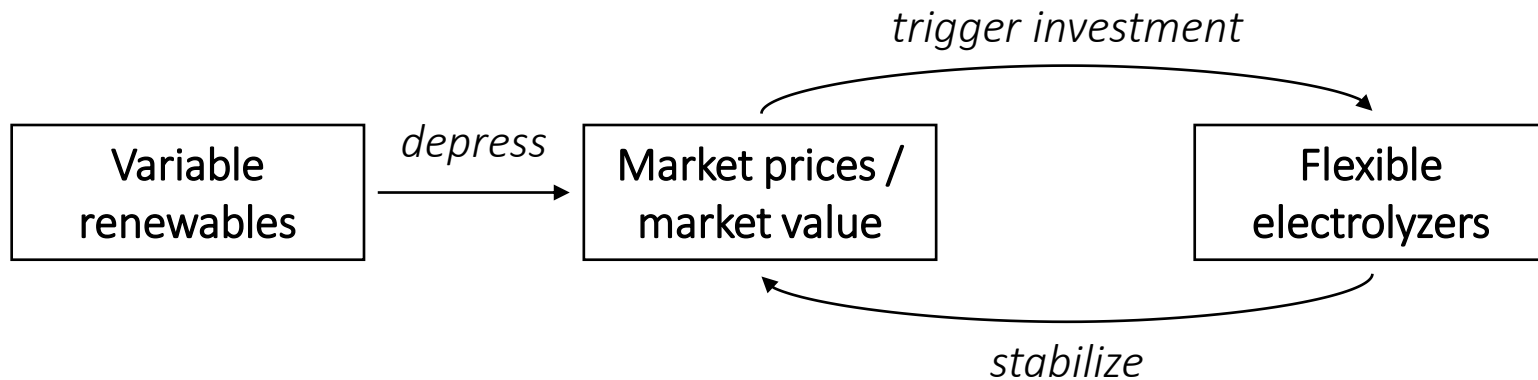 trigger investment
Variable
renewables
depress
Market prices /
market value
Flexible
electrolyzers
stabilize